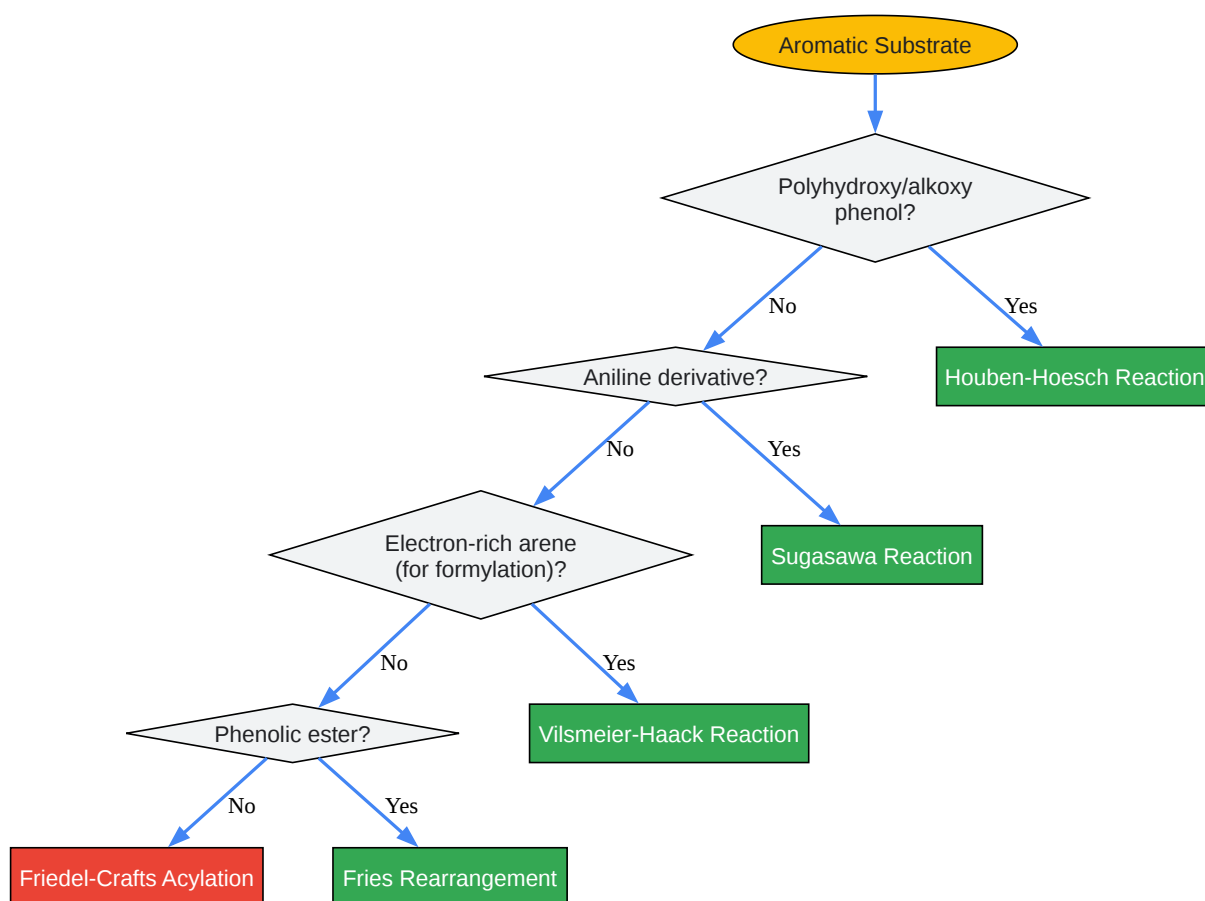 Aromatic Substrate
Polyhydroxy/alkoxy
phenol?
No
Yes
Aniline derivative?
Houben-Hoesch Reaction
No
Yes
Electron-rich arene
(for formylation)?
Sugasawa Reaction
No
Yes
Phenolic ester?
Vilsmeier-Haack Reaction
No
Yes
Friedel-Crafts Acylation
Fries Rearrangement